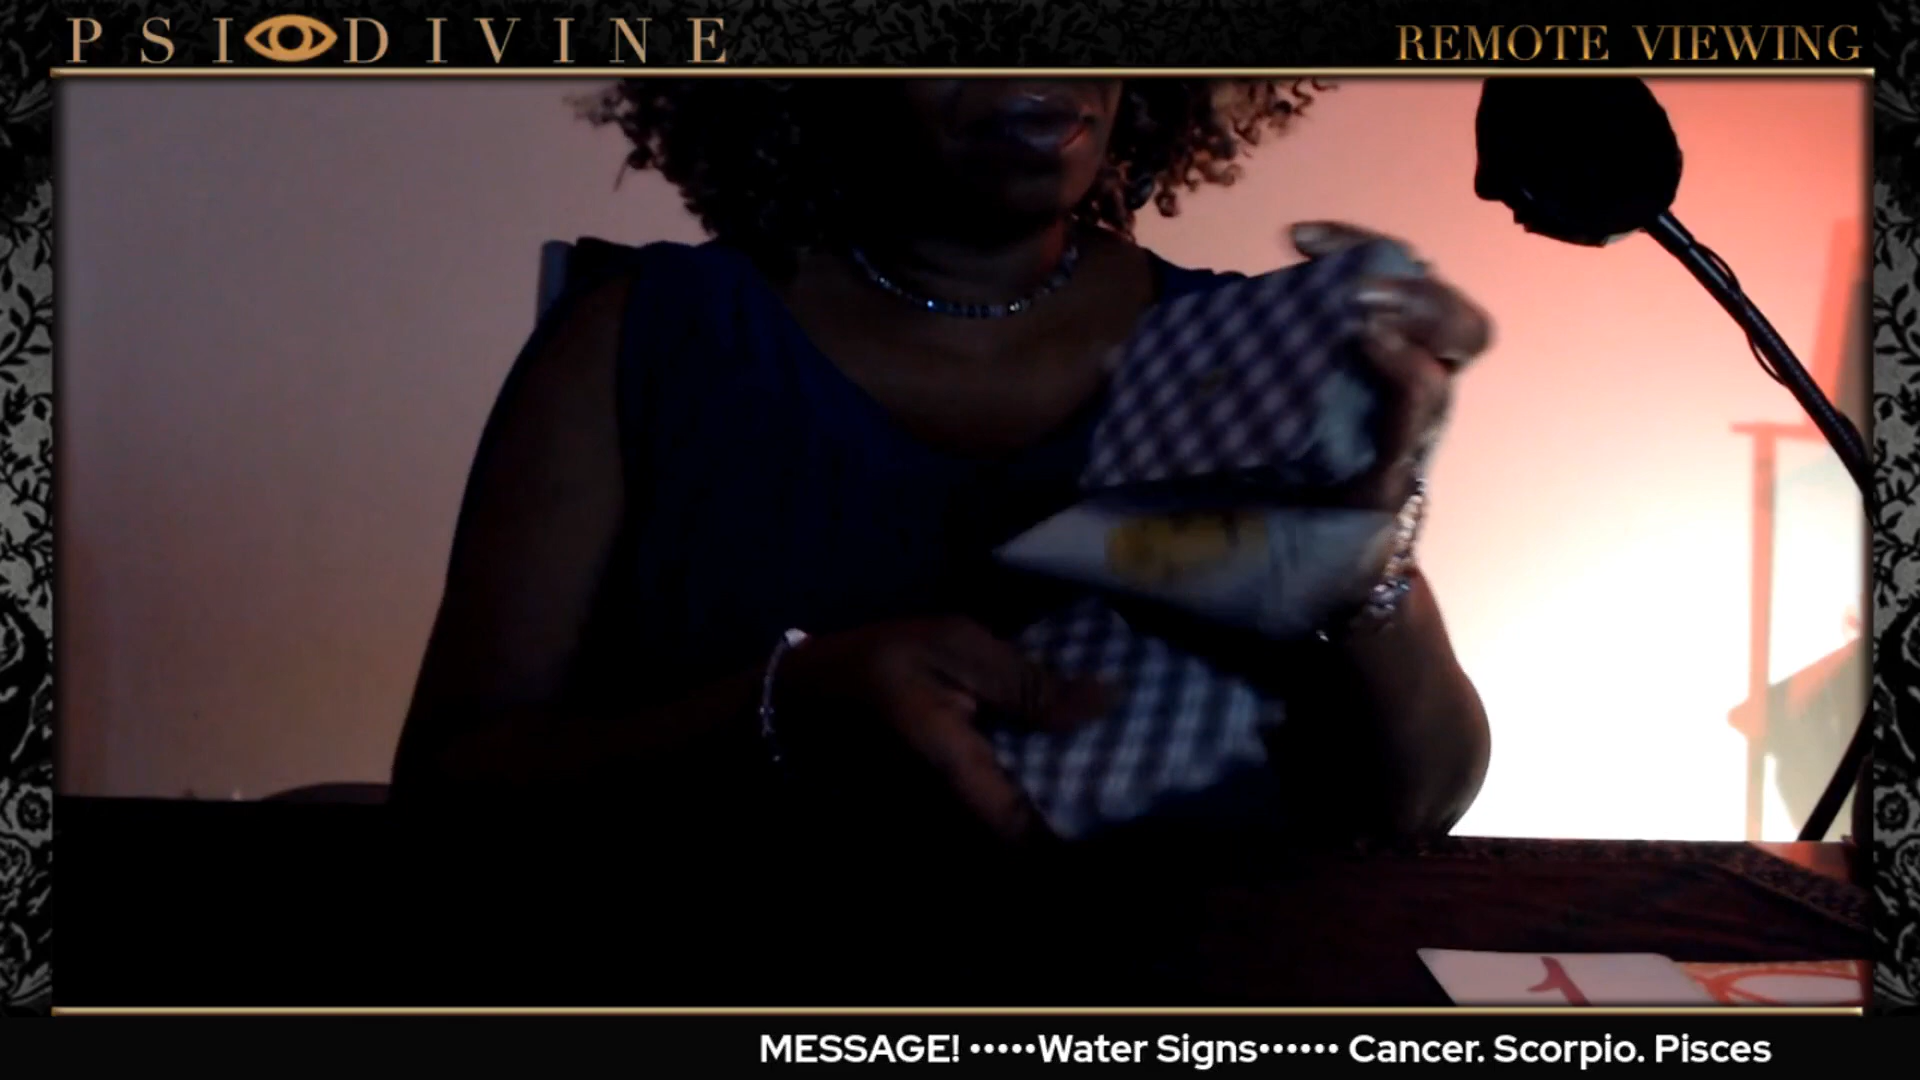 PSI DIVINE
REMOTE VIEWING
MESSAGE! •••••Water Signs•••••• Cancer. Scorpio. Pisces